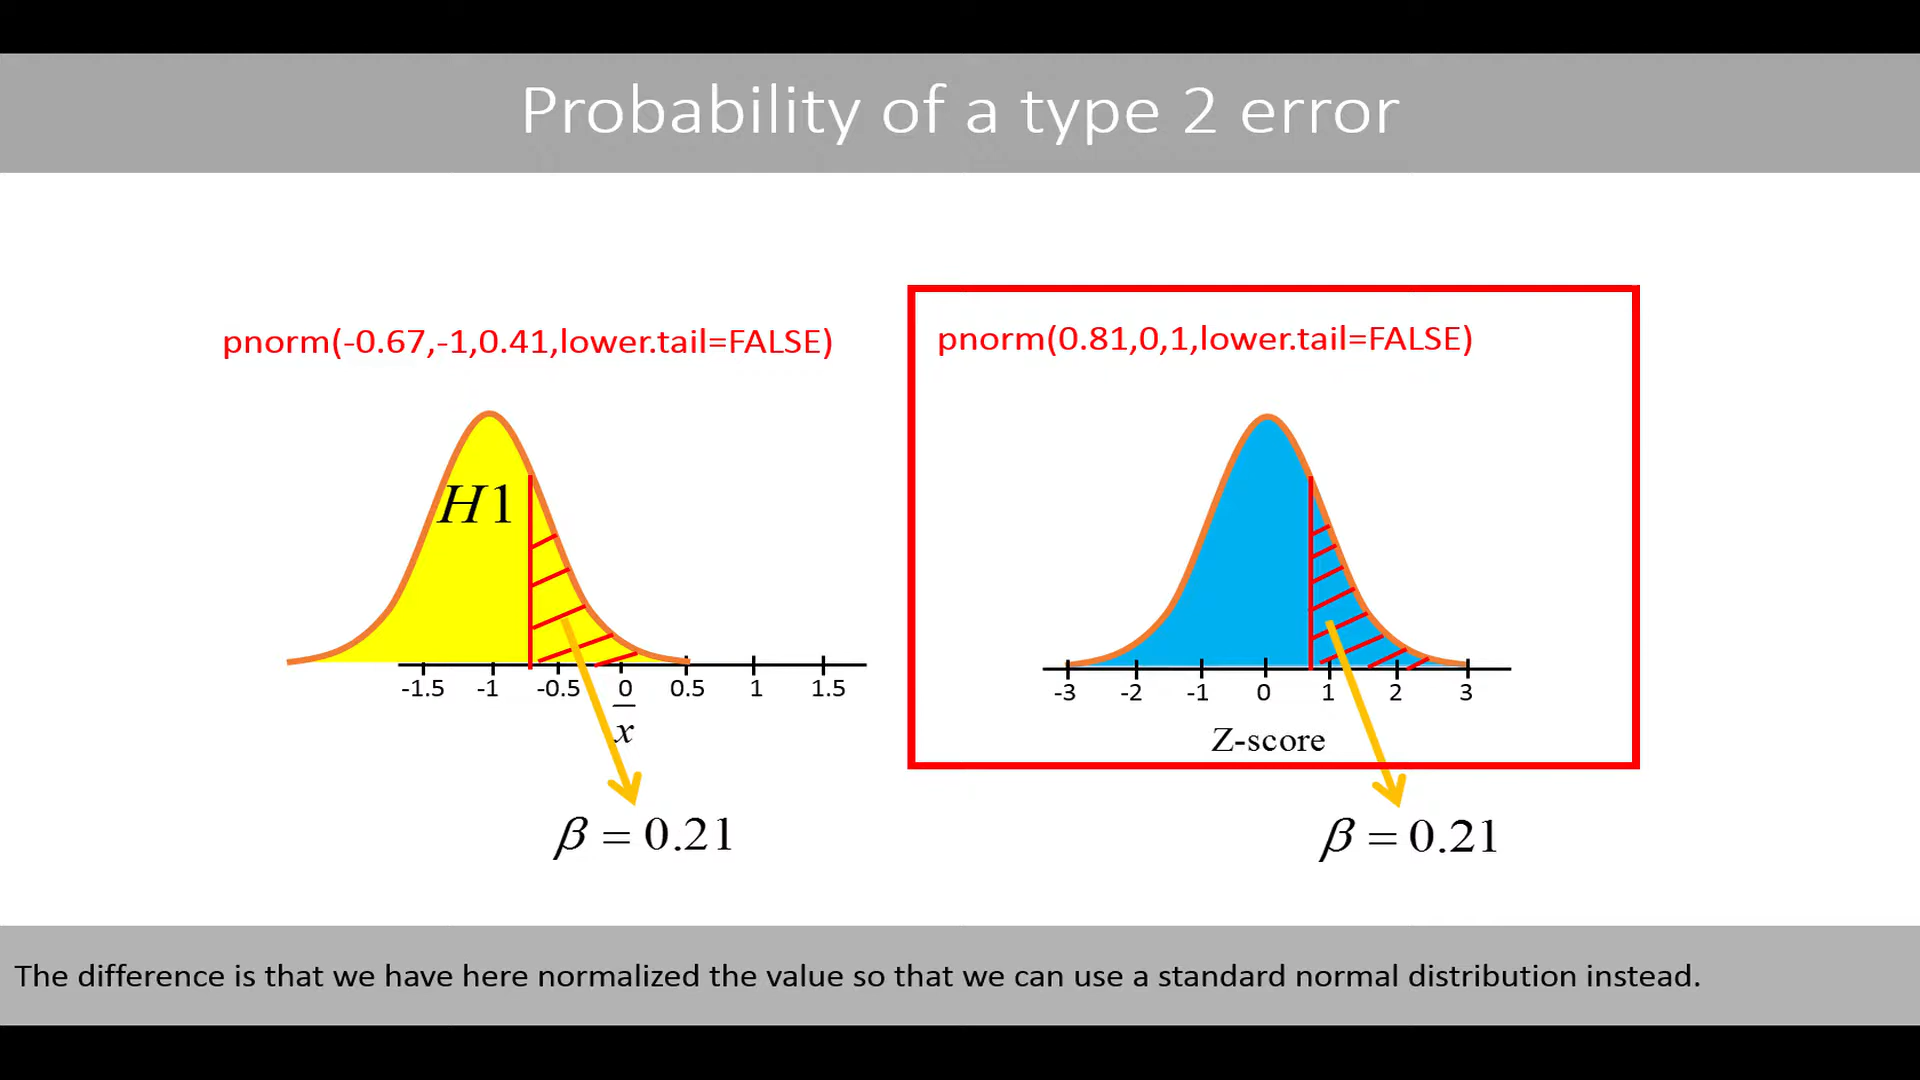 Probability of a type 2 error
pnorm(-0.67,-1,0.41,lower.tail=FALSE)
H1
-1.5 -1 -0.5 0 0.5 1 1.5
x̅
β = 0.21
pnorm(0.81,0,1,lower.tail=FALSE)
-3 -2 -1 0 1 2 3
Z-score
β = 0.21
The difference is that we have here normalized the value so that we can use a standard normal distribution instead.